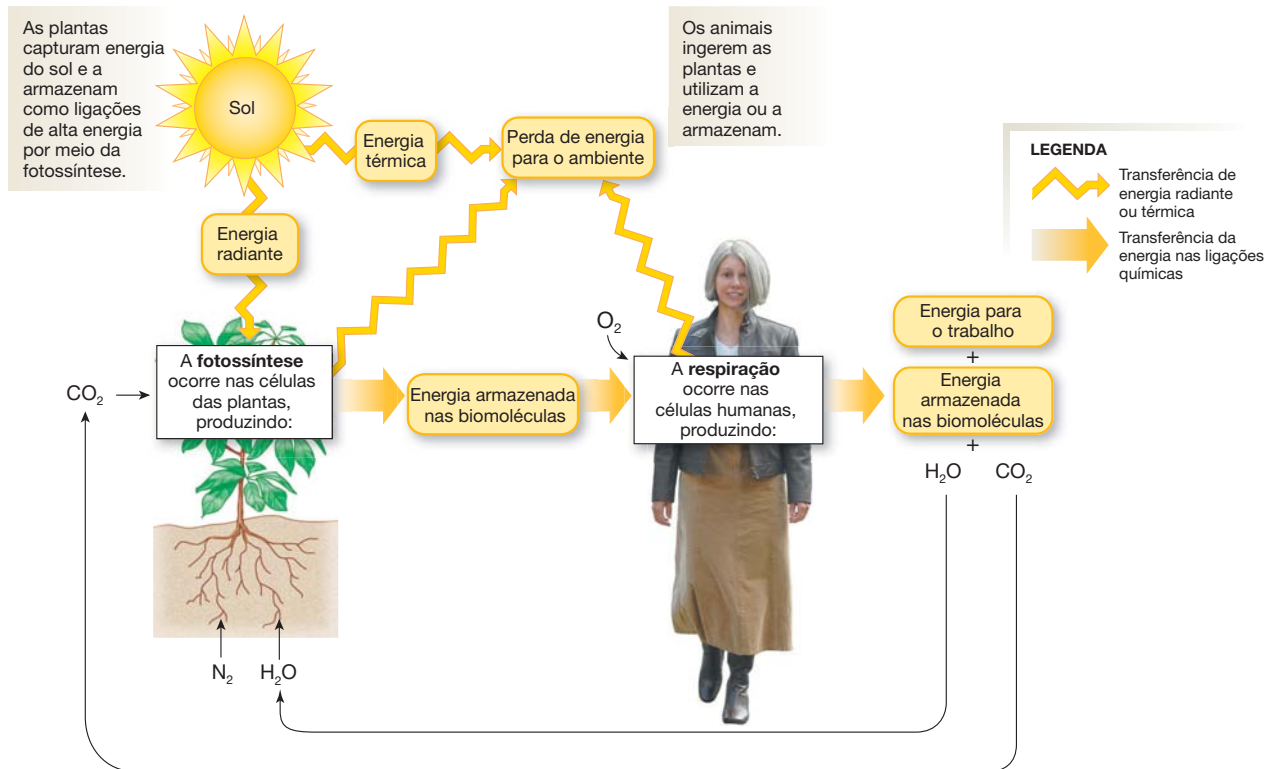 As plantas
capturam energia
do sol e a
armazenam
como ligações
de alta energia
por meio da
fotossíntese.
Sol
Energia
térmica
Perda de energia
para o ambiente
Os animais
ingerem as
plantas e
utilizam a
energia ou a
armazenam.
LEGENDA
Transferência de
energia radiante
ou térmica
Transferência da
energia nas ligações
químicas
Energia
radiante
CO₂
A fotossíntese
ocorre nas células
das plantas,
produzindo:
Energia armazenada
nas biomoléculas
O₂
A respiração
ocorre nas
células humanas,
produzindo:
Energia para
o trabalho
+
Energia
armazenada
nas biomoléculas
+
H₂O CO₂
N₂ H₂O